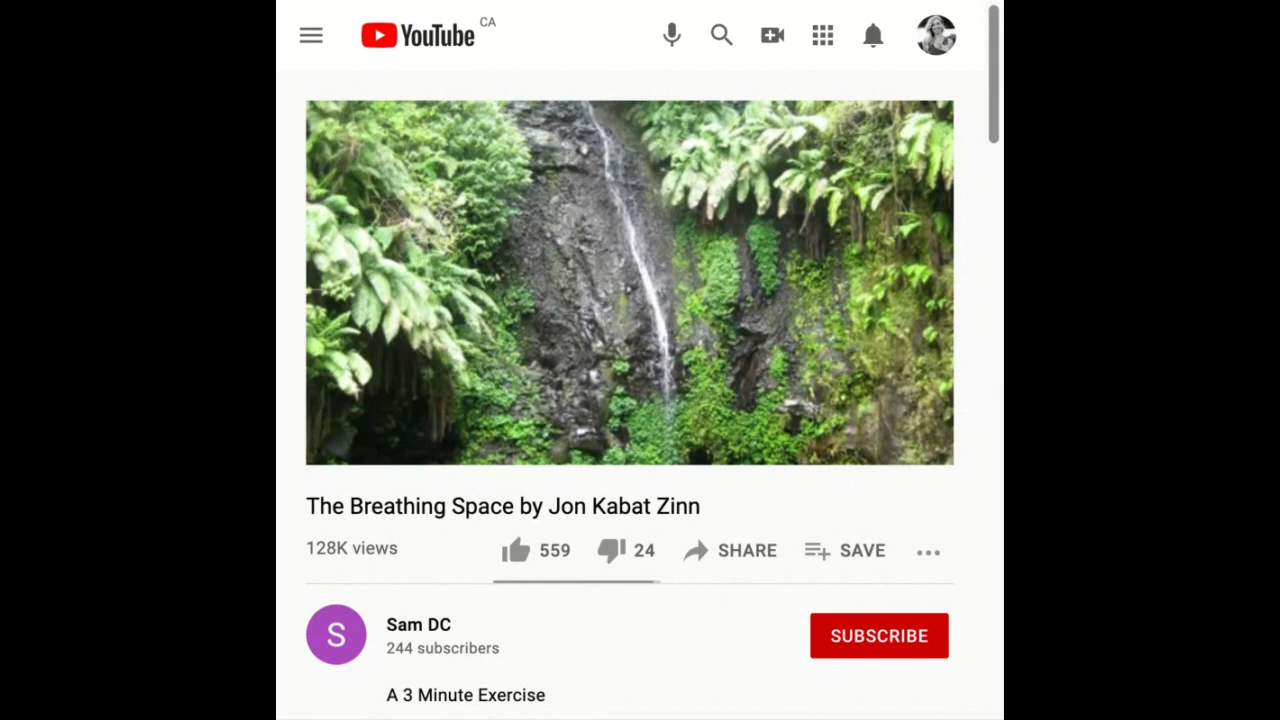 YouTube CA
The Breathing Space by Jon Kabat Zinn
128K views 559 24 SHARE SAVE
S
Sam DC
244 subscribers
SUBSCRIBE
A 3 Minute Exercise